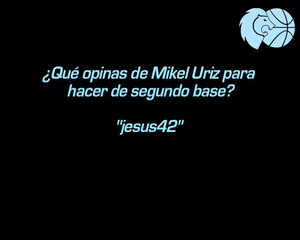 ¿Qué opinas de Mikel Uriz para
hacer de segundo base?
"jesus42"